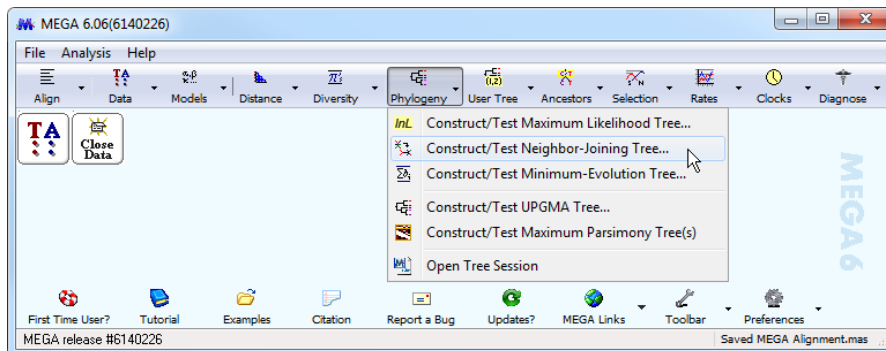 MEGA 6.06(6140226)
File Analysis Help
TA
Align Data Models Distance Diversity Phylogeny User Tree Ancestors Selection Rates Clocks Diagnose
TA Close Data
InL Construct/Test Maximum Likelihood Tree...
Construct/Test Neighbor-Joining Tree...
Construct/Test Minimum-Evolution Tree...
Construct/Test UPGMA Tree...
Construct/Test Maximum Parsimony Tree(s)
Open Tree Session
MEGA6
First Time User? Tutorial Examples Citation Report a Bug Updates? MEGA Links Toolbar Preferences
MEGA release #6140226 Saved MEGA Alignment.mas